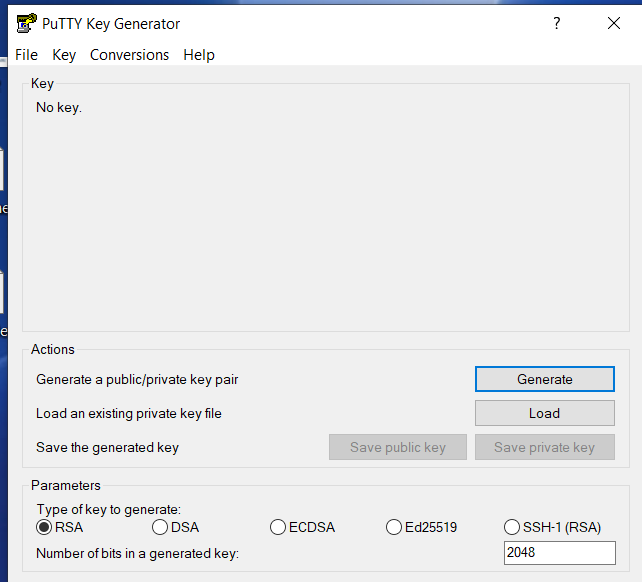 PuTTY Key Generator ?
File Key Conversions Help
Key
No key.
Actions
Generate a public/private key pair Generate
Load an existing private key file Load
Save the generated key Save public key Save private key
Parameters
Type of key to generate:
RSA DSA ECDSA Ed25519 SSH-1 (RSA)
Number of bits in a generated key: 2048